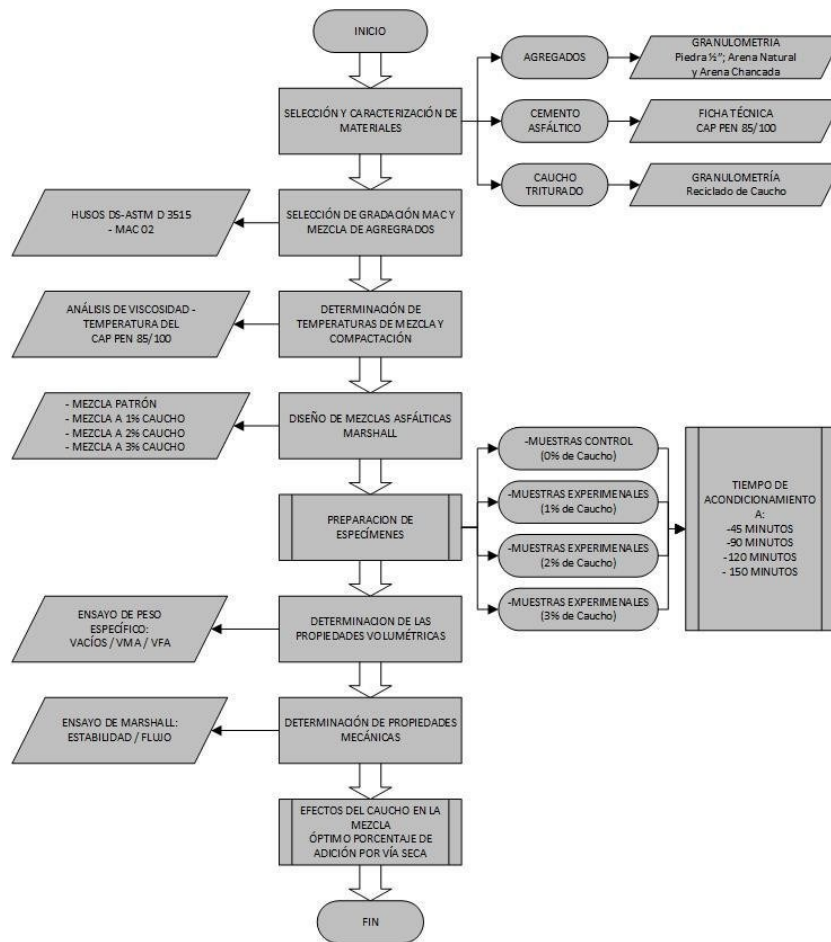 INICIO
AGREGADOS
GRANULOMETRIA
Piedra ½"; Arena Natural
y Arena Chancada
SELECCIÓN Y CARACTERIZACIÓN DE
MATERIALES
CEMENTO
ASFÁLTICO
FICHA TÉCNICA
CAP PEN 85/100
CAUCHO
TRITURADO
GRANULOMETRÍA
Reciclado de Caucho
HUSOS DS-ASTM D 3515
- MAC 02
SELECCIÓN DE GRADACIÓN MAC Y
MEZCLA DE AGREGRADOS
ANÁLISIS DE VISCOSIDAD -
TEMPERATURA DEL
CAP PEN 85/100
DETERMINACIÓN DE
TEMPERATURAS DE MEZCLA Y
COMPACTACIÓN
- MEZCLA PATRÓN
- MEZCLA A 1% CAUCHO
- MEZCLA A 2% CAUCHO
- MEZCLA A 3% CAUCHO
DISEÑO DE MEZCLAS ASFÁLTICAS
MARSHALL
PREPARACION DE
ESPECÍMENES
-MUESTRAS CONTROL
(0% de Caucho)
-MUESTRAS EXPERIMENALES
(1% de Caucho)
-MUESTRAS EXPERIMENALES
(2% de Caucho)
-MUESTRAS EXPERIMENALES
(3% de Caucho)
TIEMPO DE
ACONDICIONAMIENTO
A:
-45 MINUTOS
-90 MINUTOS
-120 MINUTOS
- 150 MINUTOS
ENSAYO DE PESO
ESPECÍFICO:
VACÍOS / VMA / VFA
DETERMINACION DE LAS
PROPIEDADES VOLUMÉTRICAS
ENSAYO DE MARSHALL:
ESTABILIDAD / FLUJO
DETERMINACIÓN DE PROPIEDADES
MECÁNICAS
EFECTOS DEL CAUCHO EN LA
MEZCLA
ÓPTIMO PORCENTAJE DE
ADICIÓN POR VÍA SECA
FIN